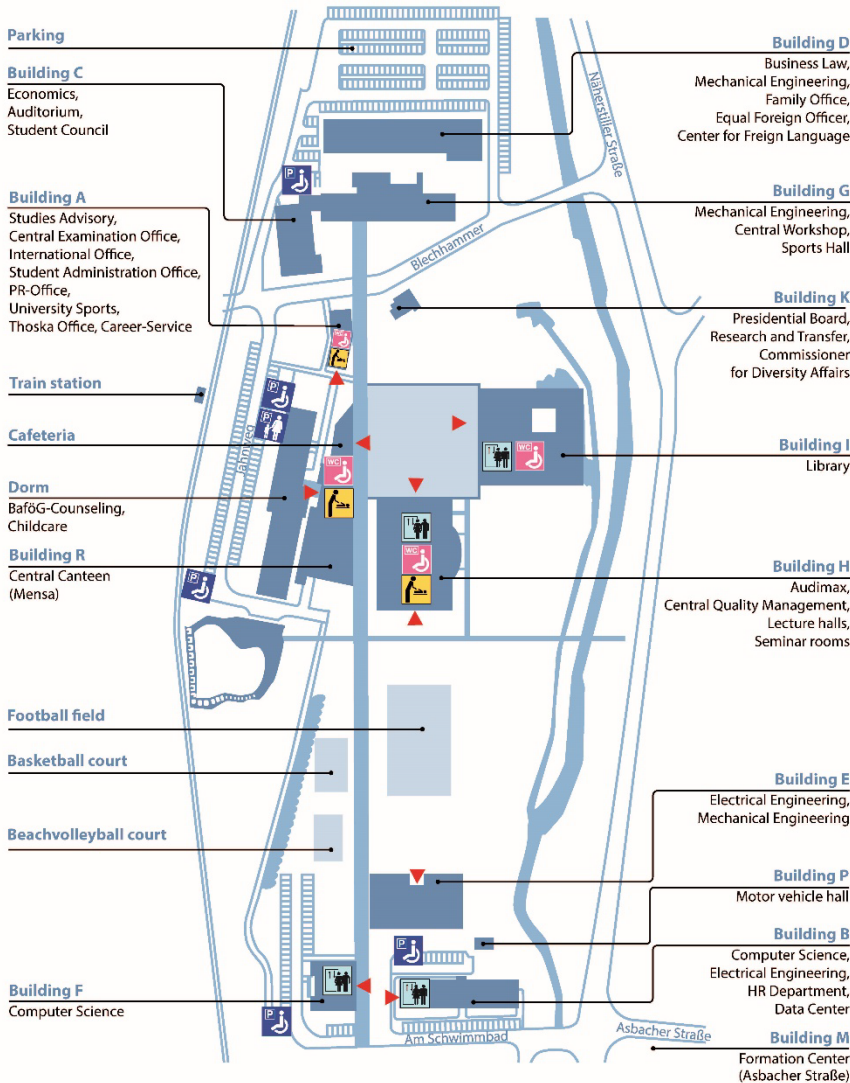 Parking
Building C
Economics,
Auditorium,
Student Council
Building A
Studies Advisory,
Central Examination Office,
International Office,
Student Administration Office,
PR-Office,
University Sports,
Thoska Office, Career-Service
Train station
Cafeteria
Dorm
BaföG-Counseling,
Childcare
Building R
Central Canteen
(Mensa)
Football field
Basketball court
Beachvolleyball court
Building F
Computer Science
Blechhammer
Näherstiller Straße
Jahnweg
Am Schwimmbad
Asbacher Straße
P
P
P
P
P
P
WC
WC
WC
WC
Building D
Business Law,
Mechanical Engineering,
Family Office,
Equal Foreign Officer,
Center for Freign Language
Building G
Mechanical Engineering,
Central Workshop,
Sports Hall
Building K
Presidential Board,
Research and Transfer,
Commissioner
for Diversity Affairs
Building I
Library
Building H
Audimax,
Central Quality Management,
Lecture halls,
Seminar rooms
Building E
Electrical Engineering,
Mechanical Engineering
Building P
Motor vehicle hall
Building B
Computer Science,
Electrical Engineering,
HR Department,
Data Center
Building M
Formation Center
(Asbacher Straße)